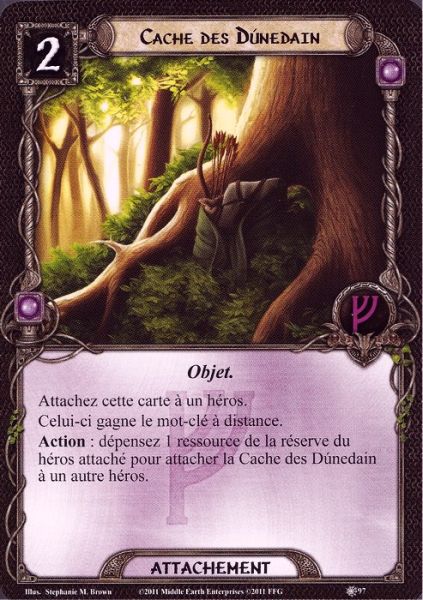 2
Cache des Dúnedain
Objet.
Attachez cette carte à un héros.
Celui-ci gagne le mot-clé à distance.
Action : dépensez 1 ressource de la réserve du
héros attaché pour attacher la Cache des Dúnedain
à un autre héros.
ATTACHEMENT
Illus. Stephanie M. Brown ©2011 Middle Earth Enterprises ©2011 FFG 97